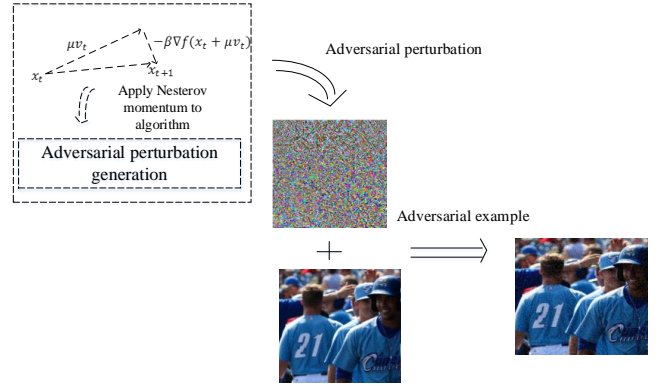 μv_t
−β∇f(x_t + μv_t)
x_t
x_{t+1}
Apply Nesterov
momentum to
algorithm
Adversarial perturbation
generation
Adversarial perturbation
+
Adversarial example
21
21